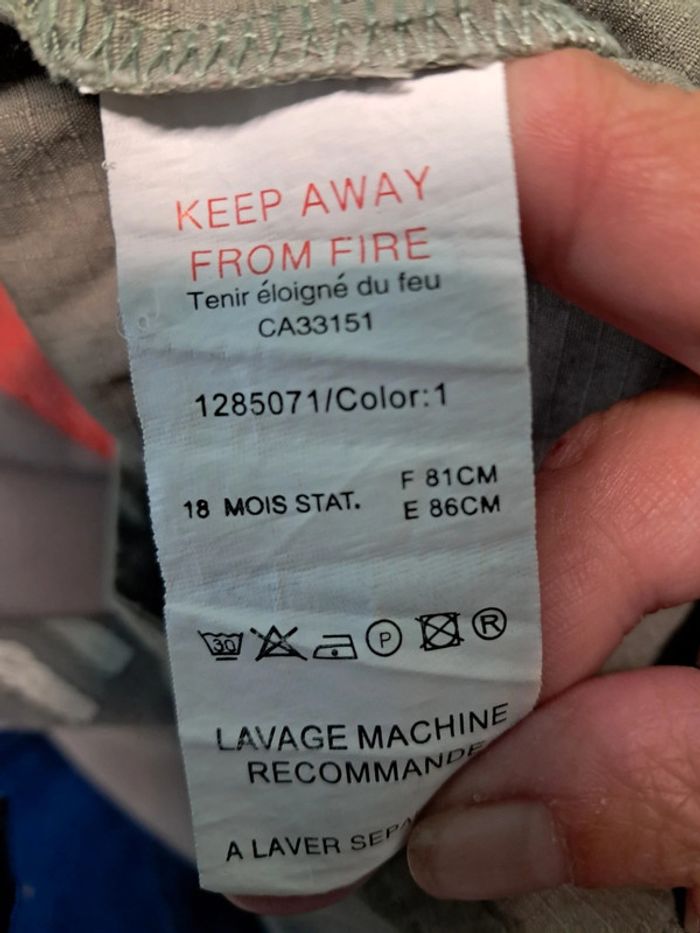 KEEP AWAY
FROM FIRE
Tenir éloigné du feu
CA33151
1285071/Color:1
18 MOIS STAT. F 81CM
E 86CM
30 P ®
LAVAGE MACHINE
RECOMMANDE
A LAVER